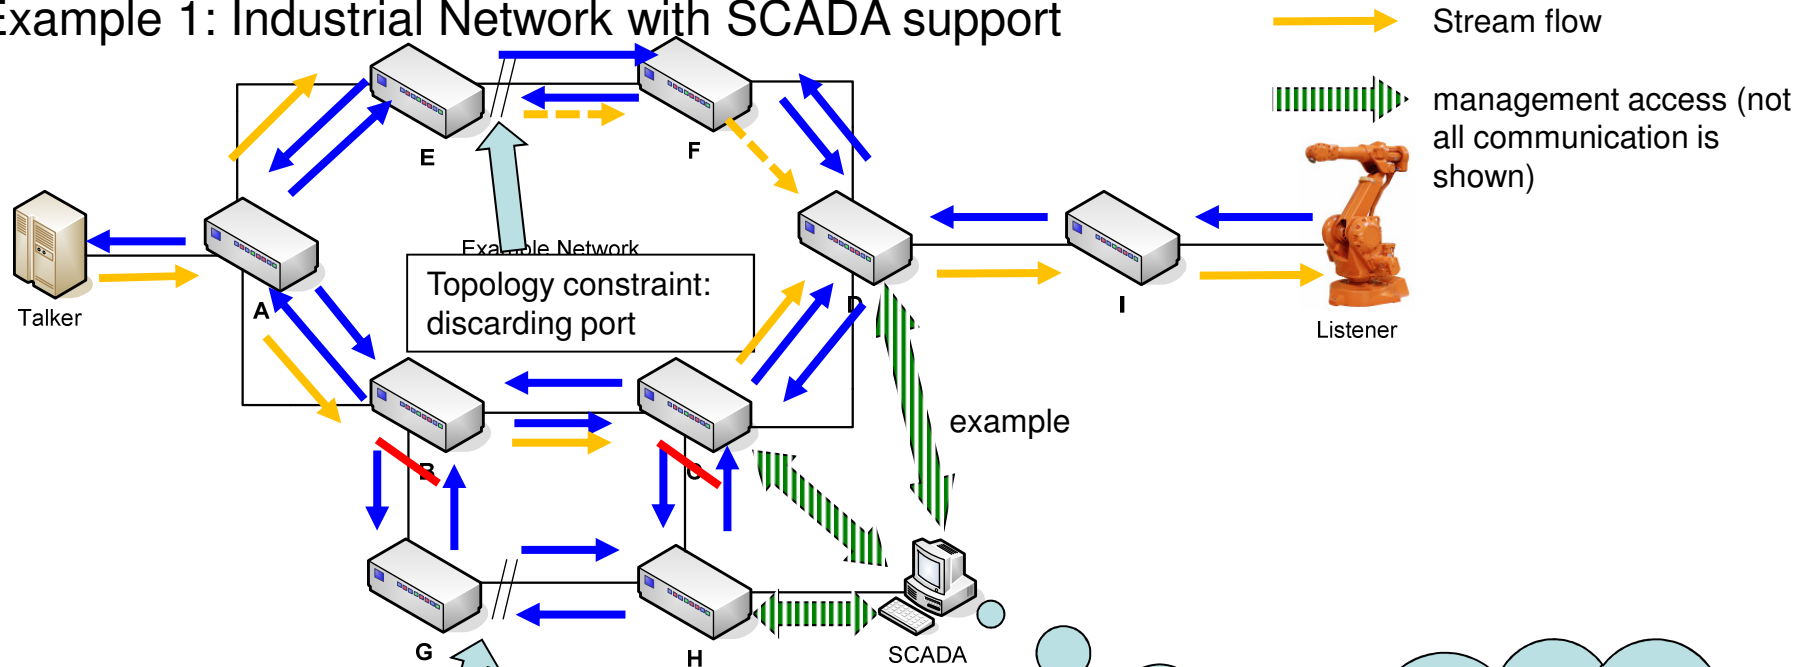 Example 1: Industrial Network with SCADA support
Stream flow
management access (not
all communication is
shown)
E
F
Talker
A
Example Network
Topology constraint:
discarding port
D
I
Listener
example
B
C
G
H
SCADA